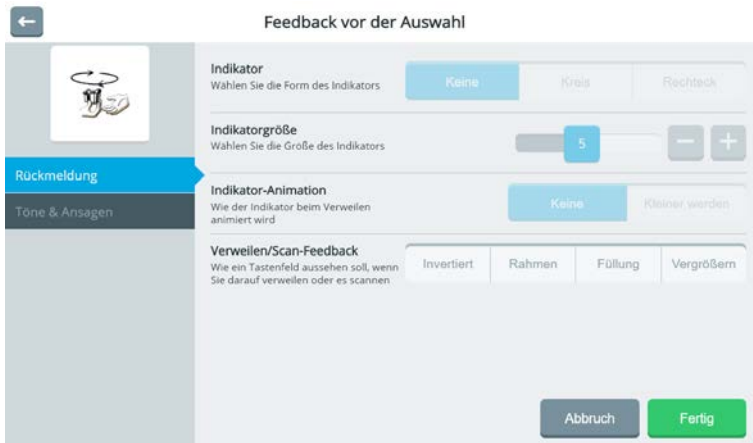 Feedback vor der Auswahl
Rückmeldung
Töne & Ansagen
Indikator
Wählen Sie die Form des Indikators
Keine Kreis Rechteck
Indikatorgröße
Wählen Sie die Größe des Indikators
5
Indikator-Animation
Wie der Indikator beim Verweilen
animiert wird
Keine Kleiner werden
Verweilen/Scan-Feedback
Wie ein Tastenfeld aussehen soll, wenn
Sie darauf verweilen oder es scannen
Invertiert Rahmen Füllung Vergrößern
Abbruch Fertig